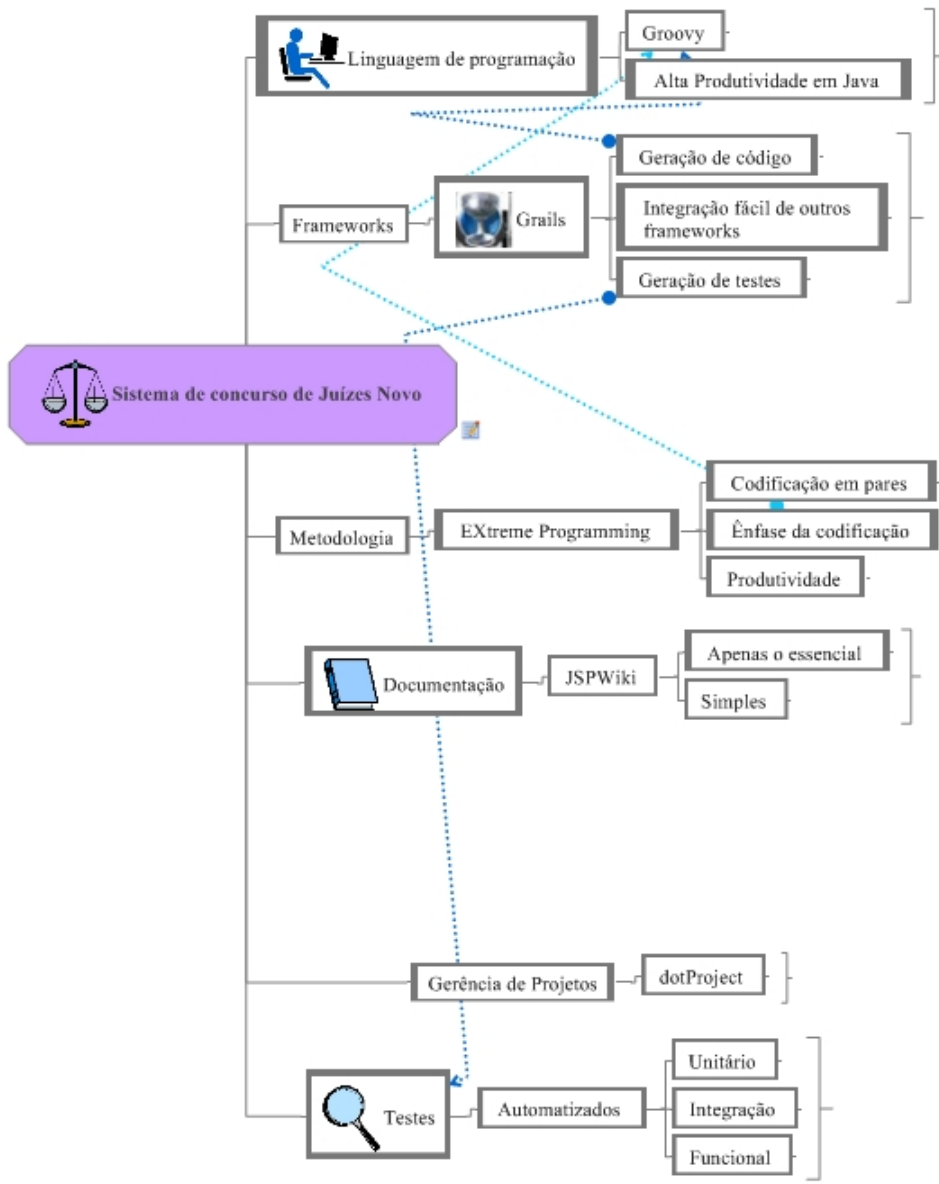 Linguagem de programação
Groovy
Alta Produtividade em Java
Frameworks
Grails
Geração de código
Integração fácil de outros
frameworks
Geração de testes
Sistema de concurso de Juízes Novo
Metodologia
EXtreme Programming
Codificação em pares
Ênfase da codificação
Produtividade
Documentação
JSPWiki
Apenas o essencial
Simples
Gerência de Projetos
dotProject
Testes
Automatizados
Unitário
Integração
Funcional